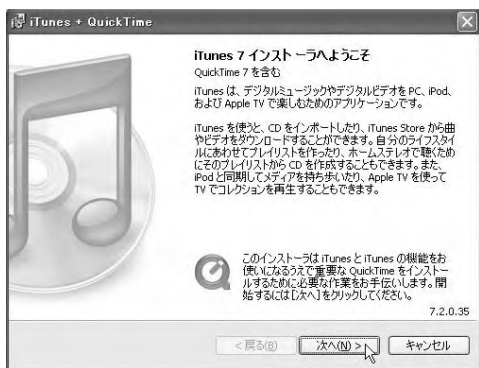 iTunes + QuickTime
iTunes 7 インストーラへようこそ
QuickTime 7 を含む
iTunes は、デジタルミュージックやデジタルビデオを PC、iPod、
および Apple TV で楽しむためのアプリケーションです。
iTunes を使うと、CD をインポートしたり、iTunes Store から曲
やビデオをダウンロードすることができます。自分のライフスタイ
ルにあわせてプレイリストを作ったり、ホームステレオで聴くため
にそのプレイリストから CD を作成することもできます。また、
iPod と同期してメディアを持ち歩いたり、Apple TV を使って
TV でコレクションを再生することもできます。
このインストーラは iTunes と iTunes の機能をお
使いになるうえで重要な QuickTime をインストー
ルするために必要な作業をお手伝いします。開
始するには[次へ]をクリックしてください。
7.2.0.35
< 戻る(B)  次へ(N) >  キャンセル